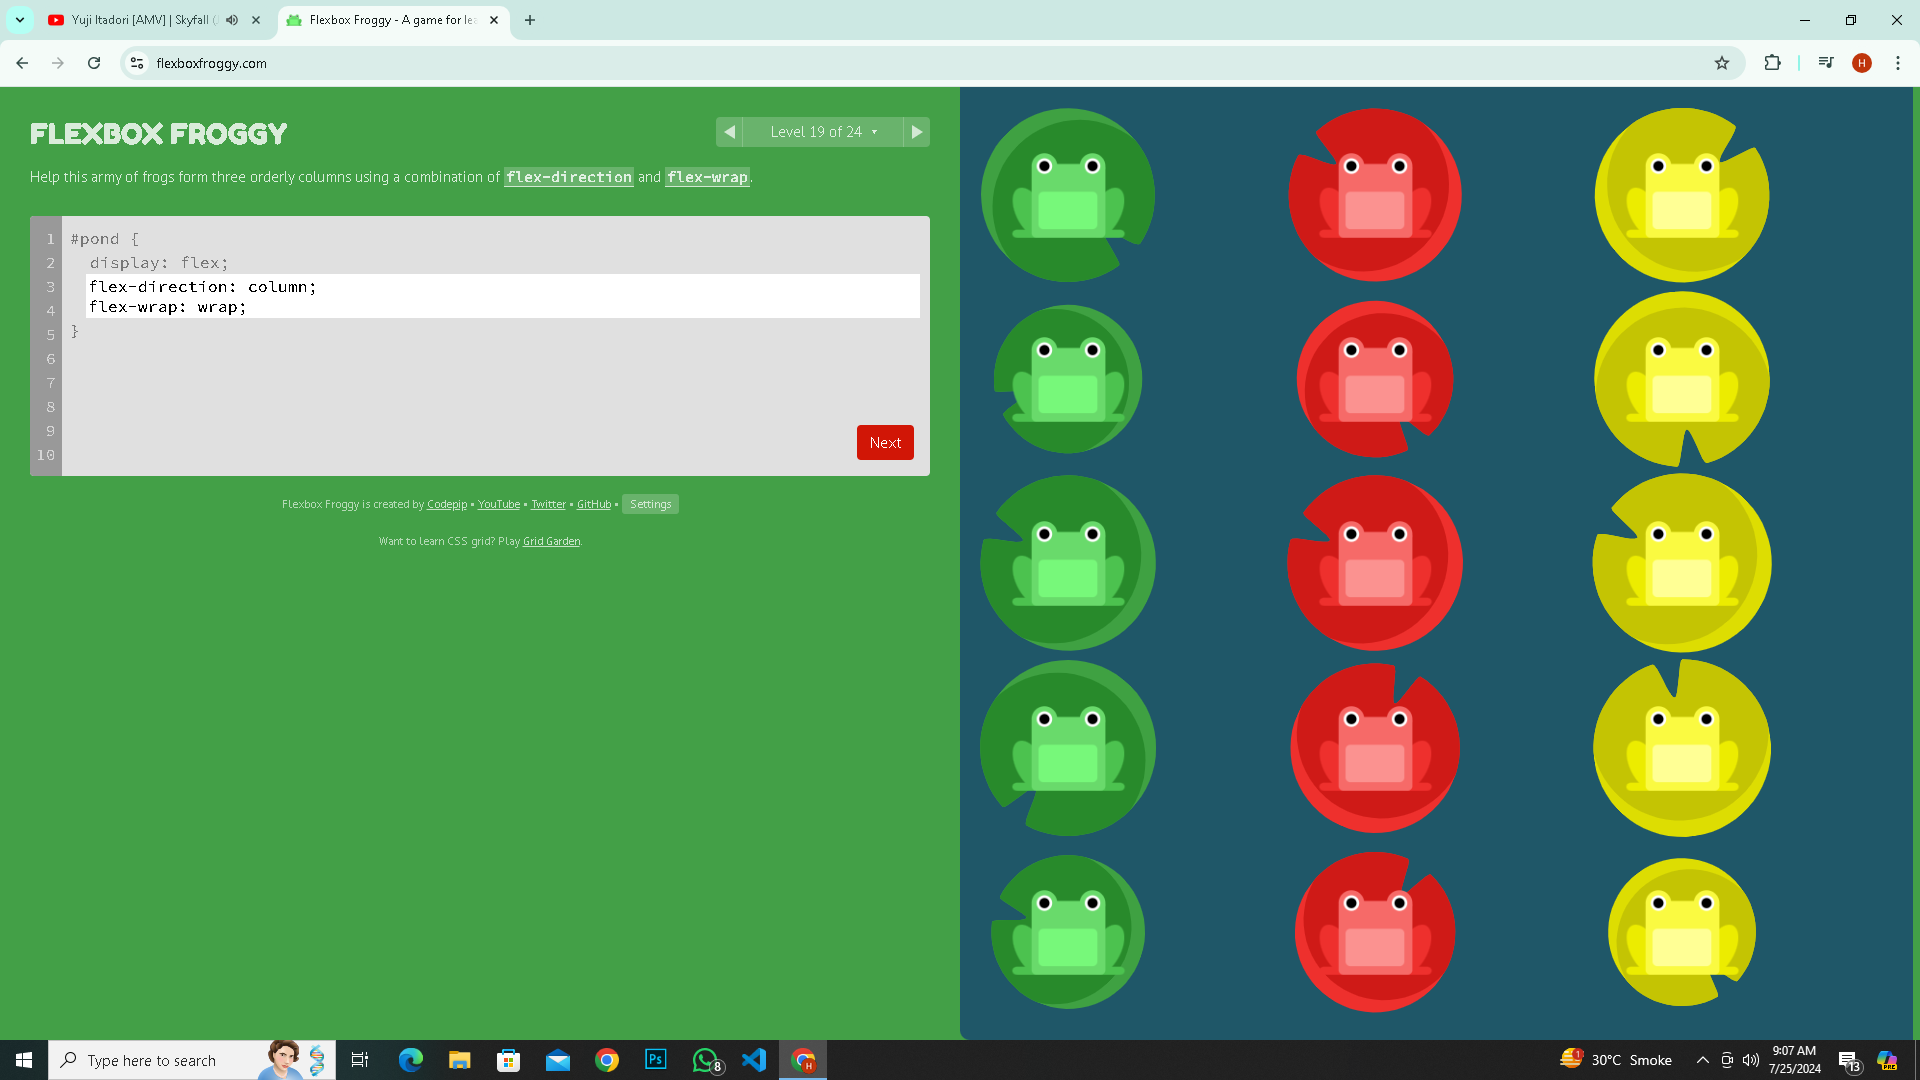 Yuji Itadori [AMV] | Skyfall
Flexbox Froggy - A game for lea
flexboxfroggy.com
H
FLEXBOX FROGGY
Level 19 of 24 ▼
Help this army of frogs form three orderly columns using a combination of flex-direction and flex-wrap.
1 #pond {
2 display: flex;
3 flex-direction: column;
4 flex-wrap: wrap;
5 }
6
7
8
9
10
Next
Flexbox Froggy is created by Codepip • YouTube • Twitter • GitHub • Settings
Want to learn CSS grid? Play Grid Garden.
Type here to search
Ps
8
H
1
30°C Smoke
9:07 AM
7/25/2024
13
PRE